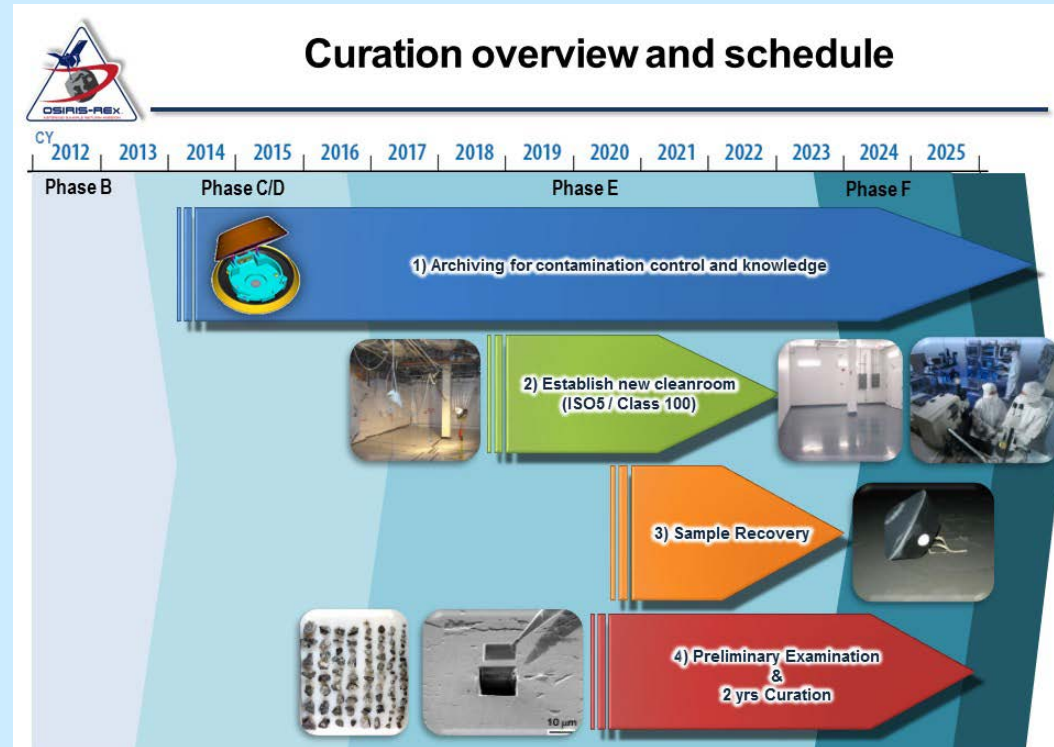 Curation overview and schedule
OSIRIS-REx
CY
2012 2013 2014 2015 2016 2017 2018 2019 2020 2021 2022 2023 2024 2025
Phase B Phase C/D Phase E Phase F
1) Archiving for contamination control and knowledge
2) Establish new cleanroom
(ISO5 / Class 100)
3) Sample Recovery
4) Preliminary Examination
&
2 yrs Curation
10 μm